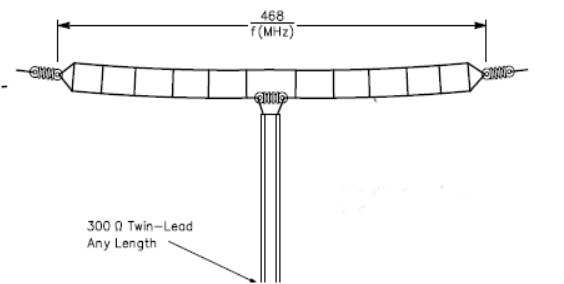 468
f(MHz)
300 Ω Twin-Lead
Any Length